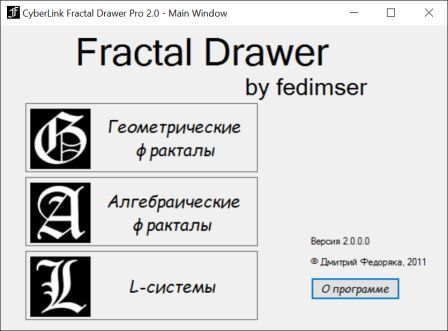 CyberLink Fractal Drawer Pro 2.0 - Main Window
Fractal Drawer
by fedimser
G
Геометрические
фракталы
A
Алгебраические
фракталы
L
L-системы
Версия 2.0.0.0
© Дмитрий Федоряка, 2011
О программе